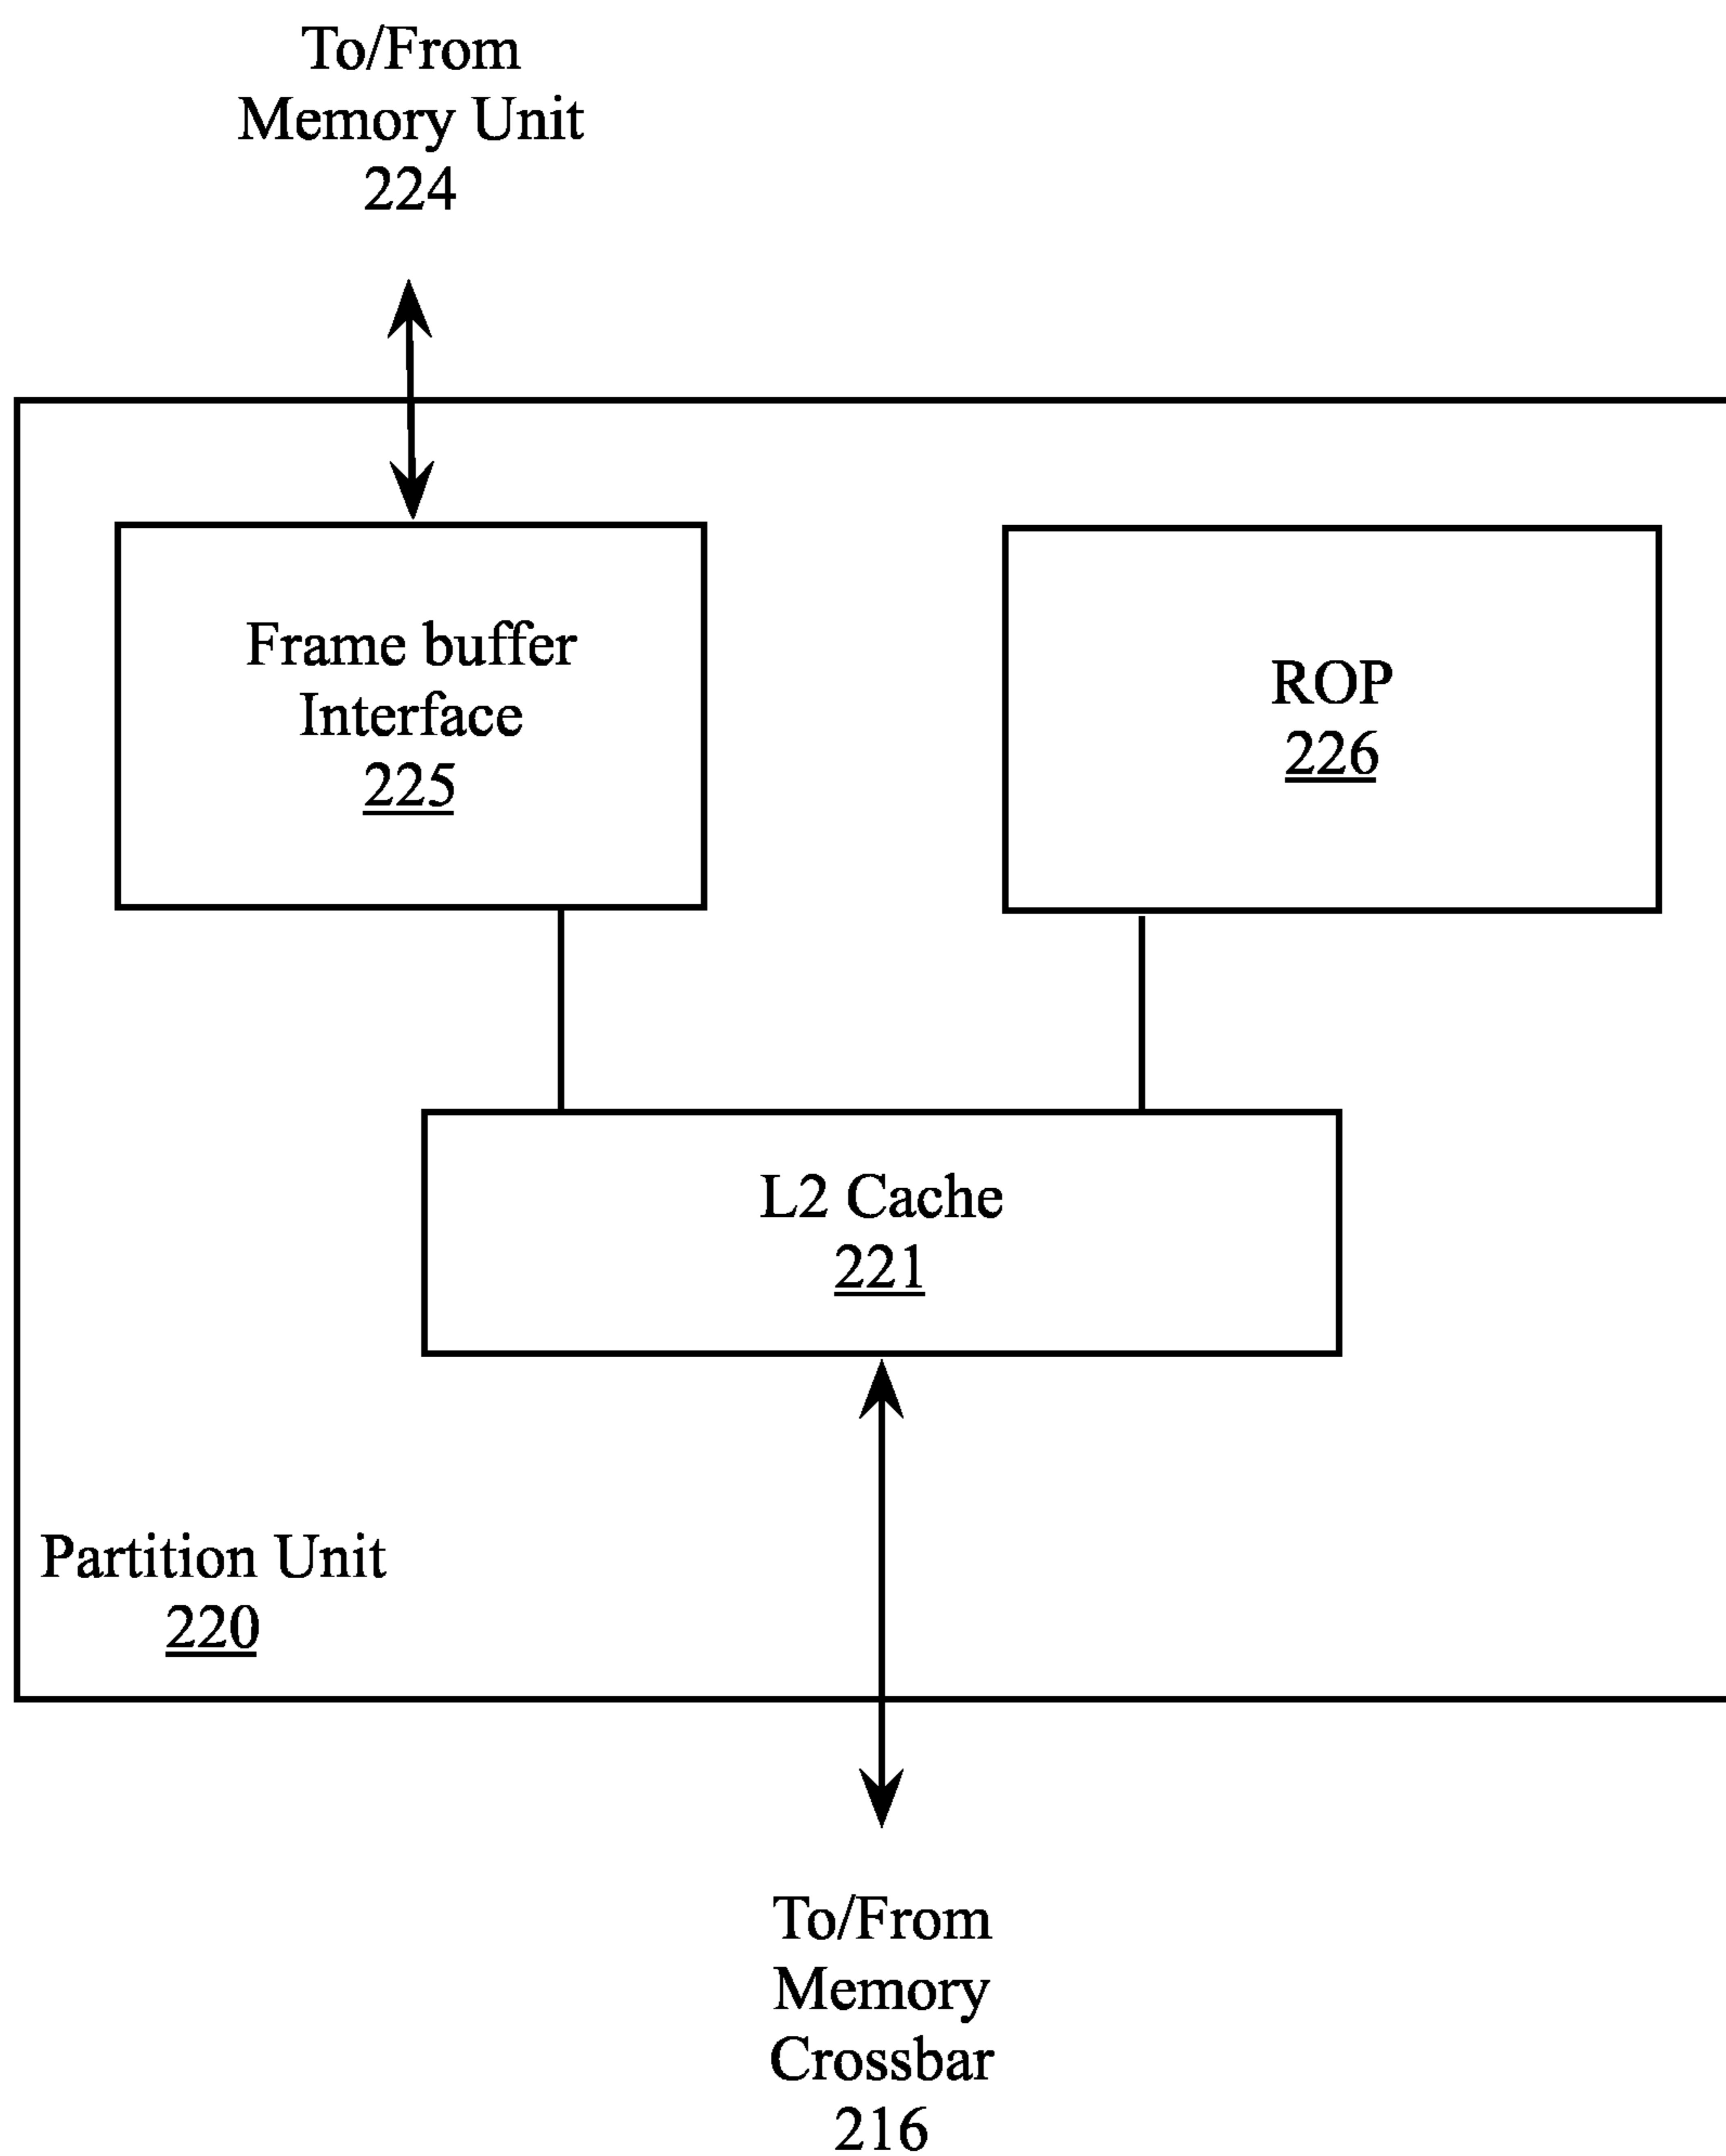 To/From
Memory Unit
224
Frame buffer
Interface
225
ROP
226
L2 Cache
221
Partition Unit
220
To/From
Memory
Crossbar
216